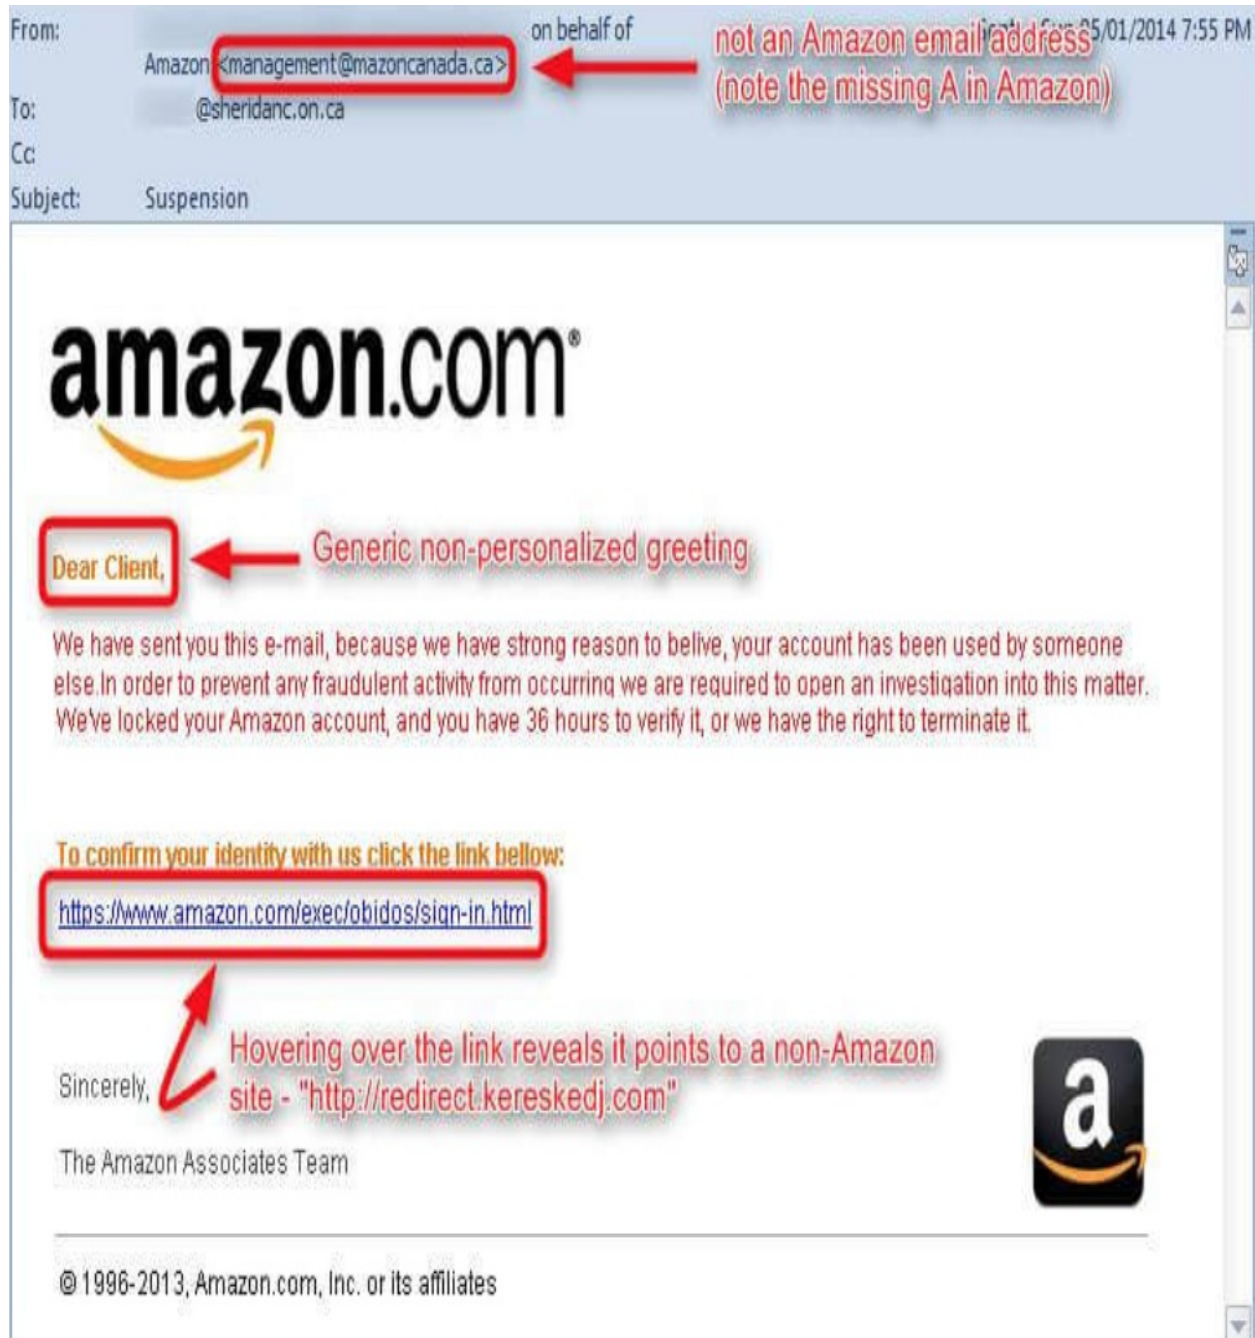 From:
on behalf of
05/01/2014 7:55 PM
Amazon <management@mazoncanada.ca>
not an Amazon email address
(note the missing A in Amazon)
To:
@sheridanc.on.ca
Cc:
Subject:
Suspension
amazon.com®
Dear Client,
Generic non-personalized greeting
We have sent you this e-mail, because we have strong reason to belive, your account has been used by someone
else.In order to prevent any fraudulent activity from occurring we are required to open an investigation into this matter.
We've locked your Amazon account, and you have 36 hours to verify it, or we have the right to terminate it.
To confirm your identity with us click the link bellow:
https://www.amazon.com/exec/obidos/sign-in.html
Hovering over the link reveals it points to a non-Amazon
site - "http://redirect.kereskedj.com"
Sincerely,
The Amazon Associates Team
a
© 1996-2013, Amazon.com, Inc. or its affiliates